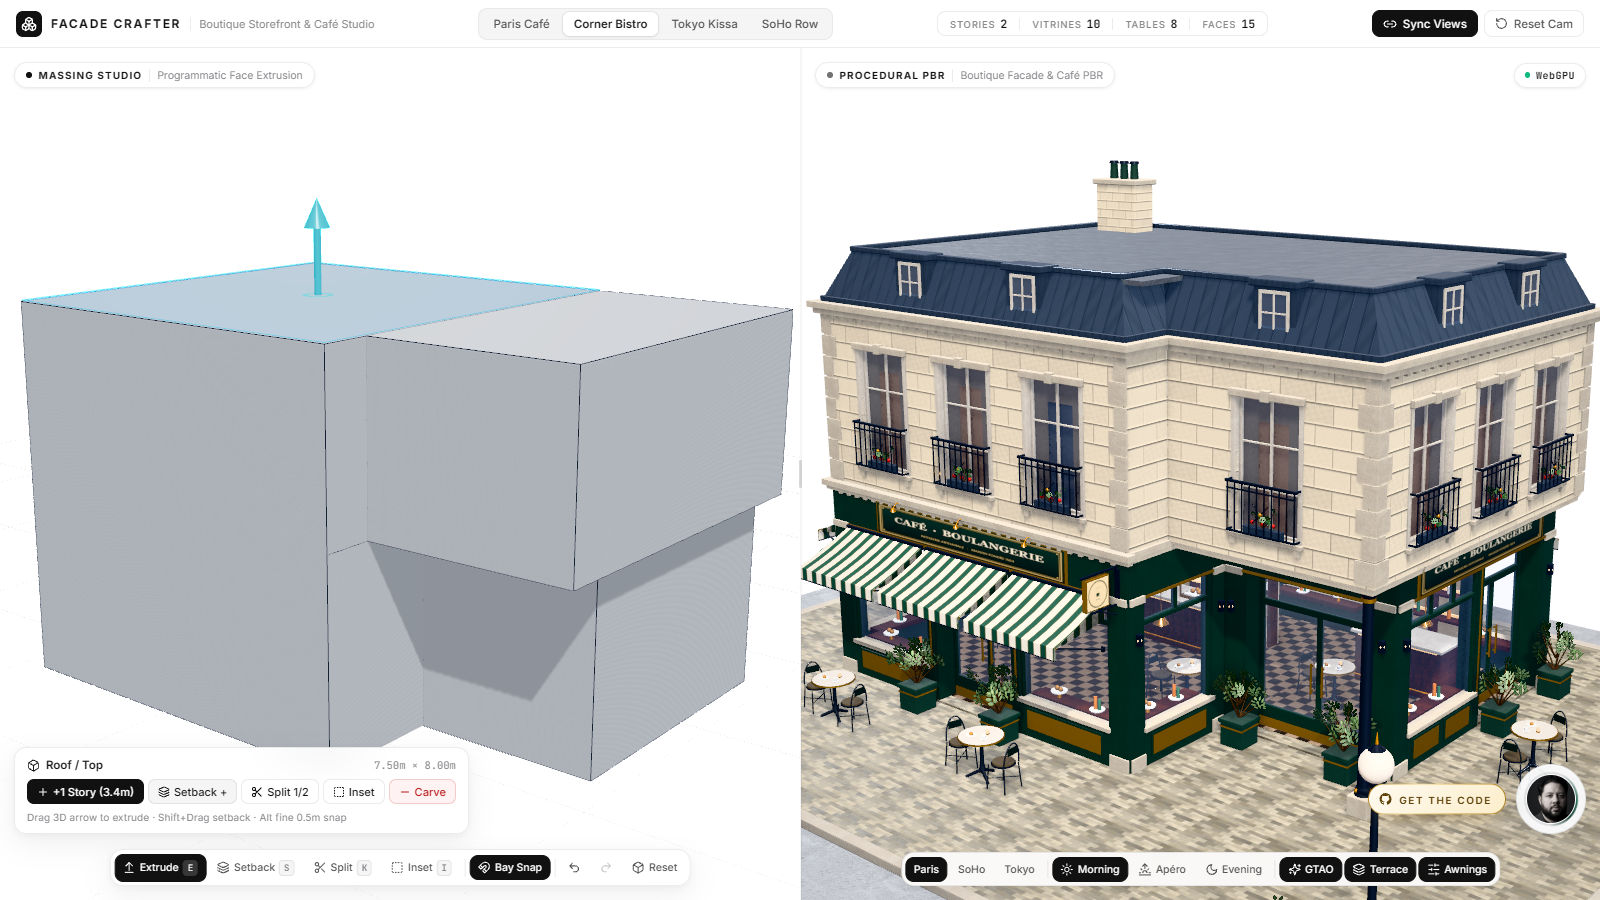 FACADE CRAFTER
Boutique Storefront & Café Studio
Paris Café
Corner Bistro
Tokyo Kissa
SoHo Row
STORIES 2
VITRINES 10
TABLES 8
FACES 15
Sync Views
Reset Cam
MASSING STUDIO
Programmatic Face Extrusion
PROCEDURAL PBR
Boutique Facade & Café PBR
WebGPU
CAFÉ · BOULANGERIE
CAFÉ · BOULANGERIE
Roof / Top
7.50m × 8.00m
+1 Story (3.4m)
Setback +
Split 1/2
Inset
Carve
Drag 3D arrow to extrude · Shift+Drag setback · Alt fine 0.5m snap
GET THE CODE
Extrude E
Setback S
Split K
Inset I
Bay Snap
Reset
Paris
SoHo
Tokyo
Morning
Apéro
Evening
GTAO
Terrace
Awnings